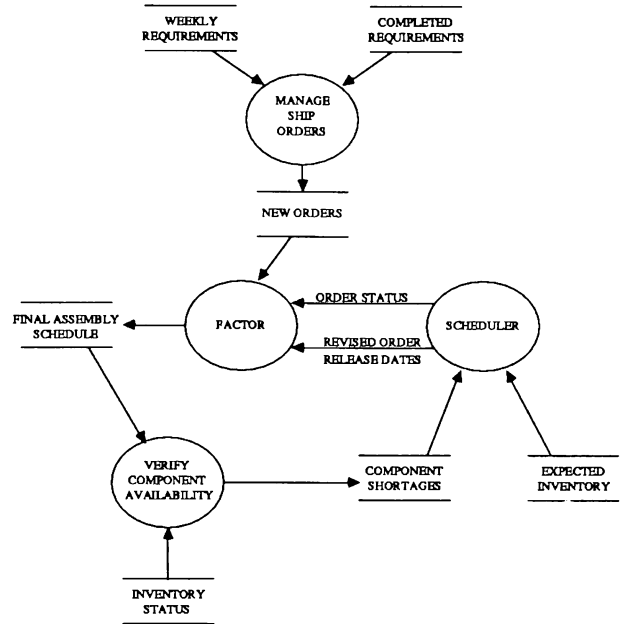 WEEKLY
REQUIREMENTS
COMPLETED
REQUIREMENTS
MANAGE
SHIP
ORDERS
NEW ORDERS
ORDER STATUS
FINAL ASSEMBLY
SCHEDULE
FACTOR
SCHEDULER
REVISED ORDER
RELEASE DATES
VERIFY
COMPONENT
AVAILABILITY
COMPONENT
SHORTAGES
EXPECTED
INVENTORY
INVENTORY
STATUS